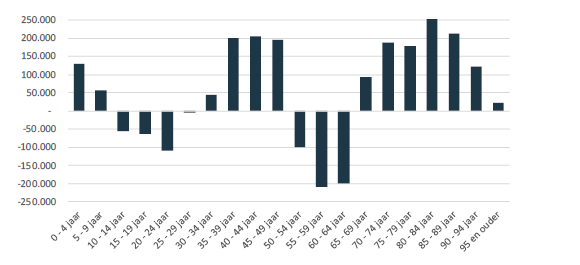 250.000
200.000
150.000
100.000
50.000
-
-50.000
-100.000
-150.000
-200.000
-250.000
0 - 4 jaar
5 - 9 jaar
10 - 14 jaar
15 - 19 jaar
20 - 24 jaar
25 - 29 jaar
30 - 34 jaar
35 - 39 jaar
40 - 44 jaar
45 - 49 jaar
50 - 54 jaar
55 - 59 jaar
60 - 64 jaar
65 - 69 jaar
70 - 74 jaar
75 - 79 jaar
80 - 84 jaar
85 - 89 jaar
90 - 94 jaar
95 en ouder